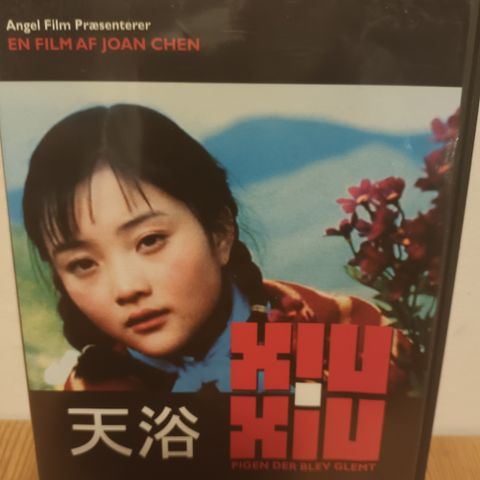 Angel Film Præsenterer
EN FILM AF JOAN CHEN
XIU
XIU
天浴
PIGEN DER BLEV GLEMT